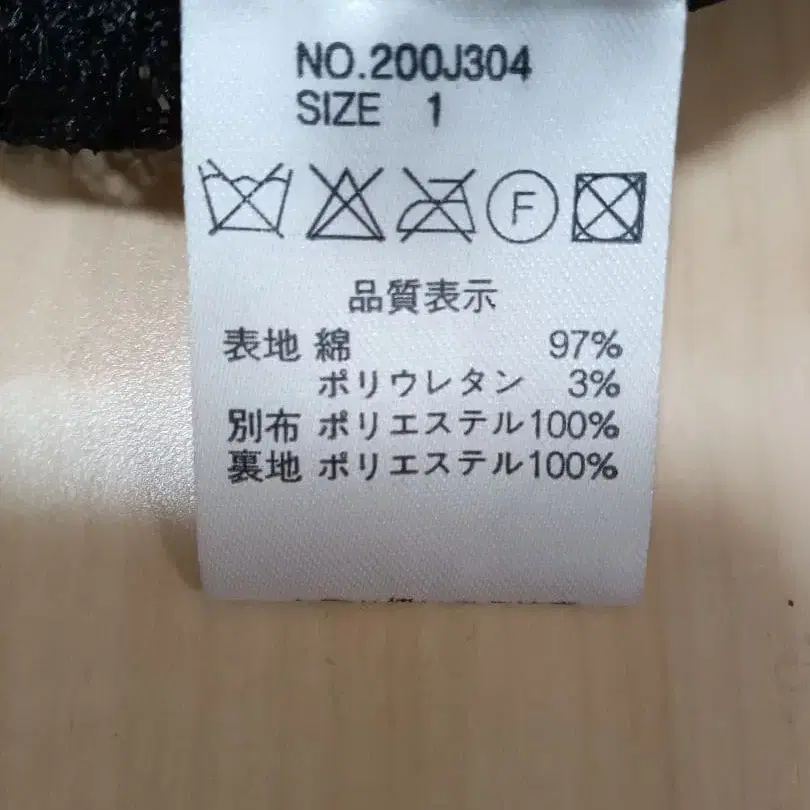 NO.200J304
SIZE 1
F
品質表示
表地 綿 97%
ポリウレタン 3%
別布 ポリエステル100%
裏地 ポリエステル100%